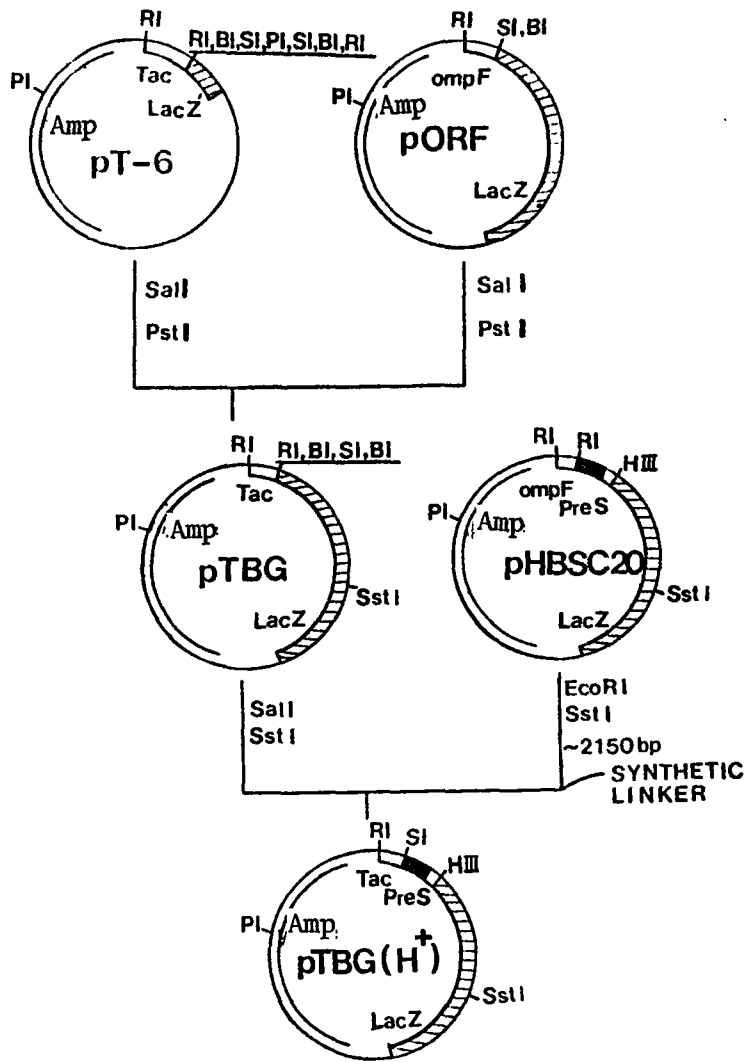 RI
RI,BI,SI,PI,SI,BI,RI
Tac
LacZ'
PI
Amp
pT-6
RI
SI,BI
ompF
PI
Amp
pORF
LacZ
SalI
PstI
SalI
PstI
RI
RI,BI,SI,BI
Tac
PI
Amp
pTBG
SstI
LacZ
RI
RI
HIII
ompF
PreS
PI
Amp
pHBSC20
SstI
LacZ
SalI
SstI
EcoRI
SstI
~2150bp
SYNTHETIC
LINKER
RI
SI
HIII
Tac
PreS
PI
Amp
pTBG(H+)
SstI
LacZ